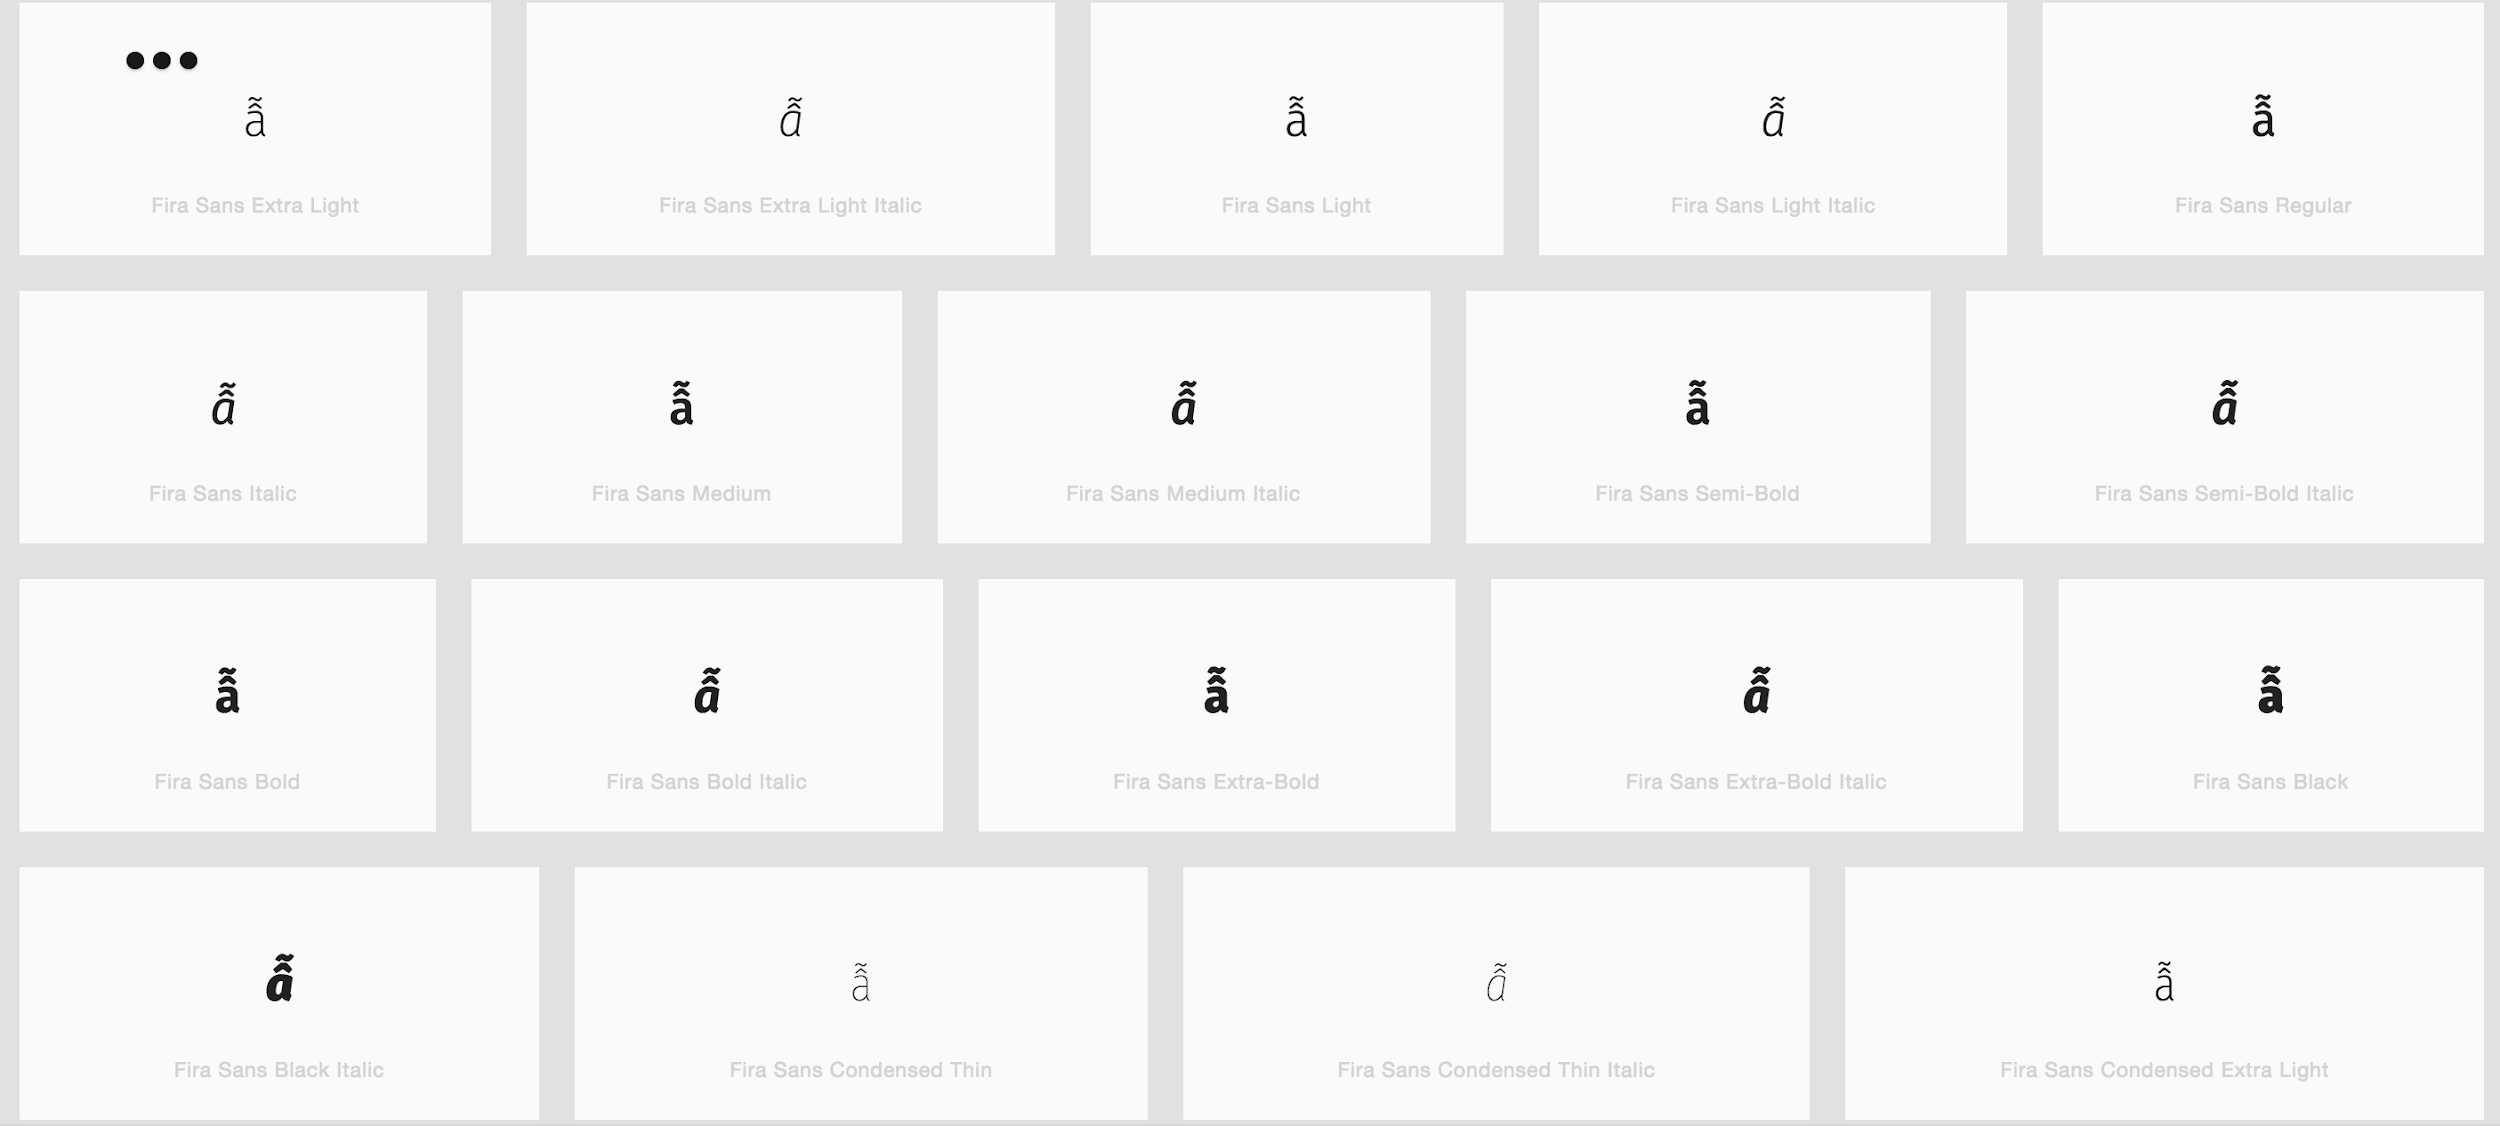 •••
ẫ ẫ ẫ ẫ ẫ
Fira Sans Extra Light Fira Sans Extra Light Italic Fira Sans Light Fira Sans Light Italic Fira Sans Regular
ẫ ẫ ẫ ẫ ẫ
Fira Sans Italic Fira Sans Medium Fira Sans Medium Italic Fira Sans Semi-Bold Fira Sans Semi-Bold Italic
ẫ ẫ ẫ ẫ ẫ
Fira Sans Bold Fira Sans Bold Italic Fira Sans Extra-Bold Fira Sans Extra-Bold Italic Fira Sans Black
ẫ ẫ ẫ ẫ
Fira Sans Black Italic Fira Sans Condensed Thin Fira Sans Condensed Thin Italic Fira Sans Condensed Extra Light